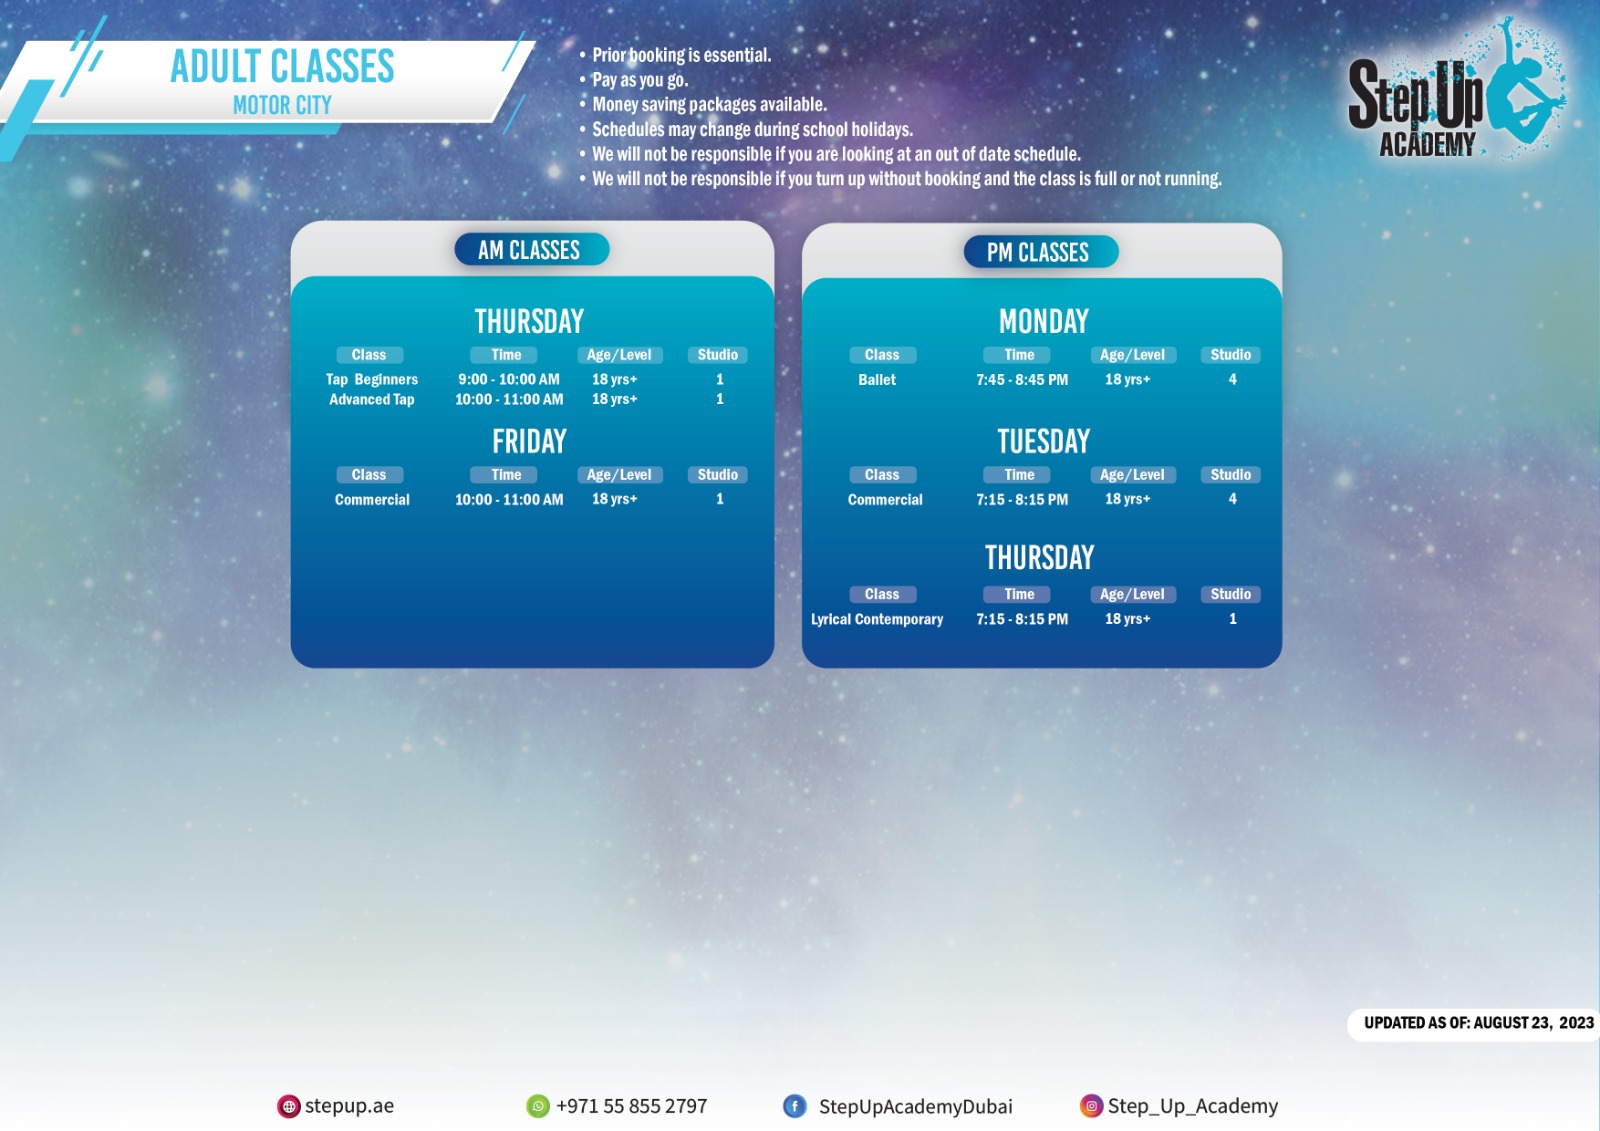 ADULT CLASSES
MOTOR CITY
• Prior booking is essential.
• Pay as you go.
• Money saving packages available.
• Schedules may change during school holidays.
• We will not be responsible if you are looking at an out of date schedule.
• We will not be responsible if you turn up without booking and the class is full or not running.
Step Up
ACADEMY
AM CLASSES
THURSDAY
Class Time Age/Level Studio
Tap Beginners 9:00 - 10:00 AM 18 yrs+ 1
Advanced Tap 10:00 - 11:00 AM 18 yrs+ 1
FRIDAY
Class Time Age/Level Studio
Commercial 10:00 - 11:00 AM 18 yrs+ 1
PM CLASSES
MONDAY
Class Time Age/Level Studio
Ballet 7:45 - 8:45 PM 18 yrs+ 4
TUESDAY
Class Time Age/Level Studio
Commercial 7:15 - 8:15 PM 18 yrs+ 4
THURSDAY
Class Time Age/Level Studio
Lyrical Contemporary 7:15 - 8:15 PM 18 yrs+ 1
UPDATED AS OF: AUGUST 23, 2023
stepup.ae +971 55 855 2797 StepUpAcademyDubai Step_Up_Academy